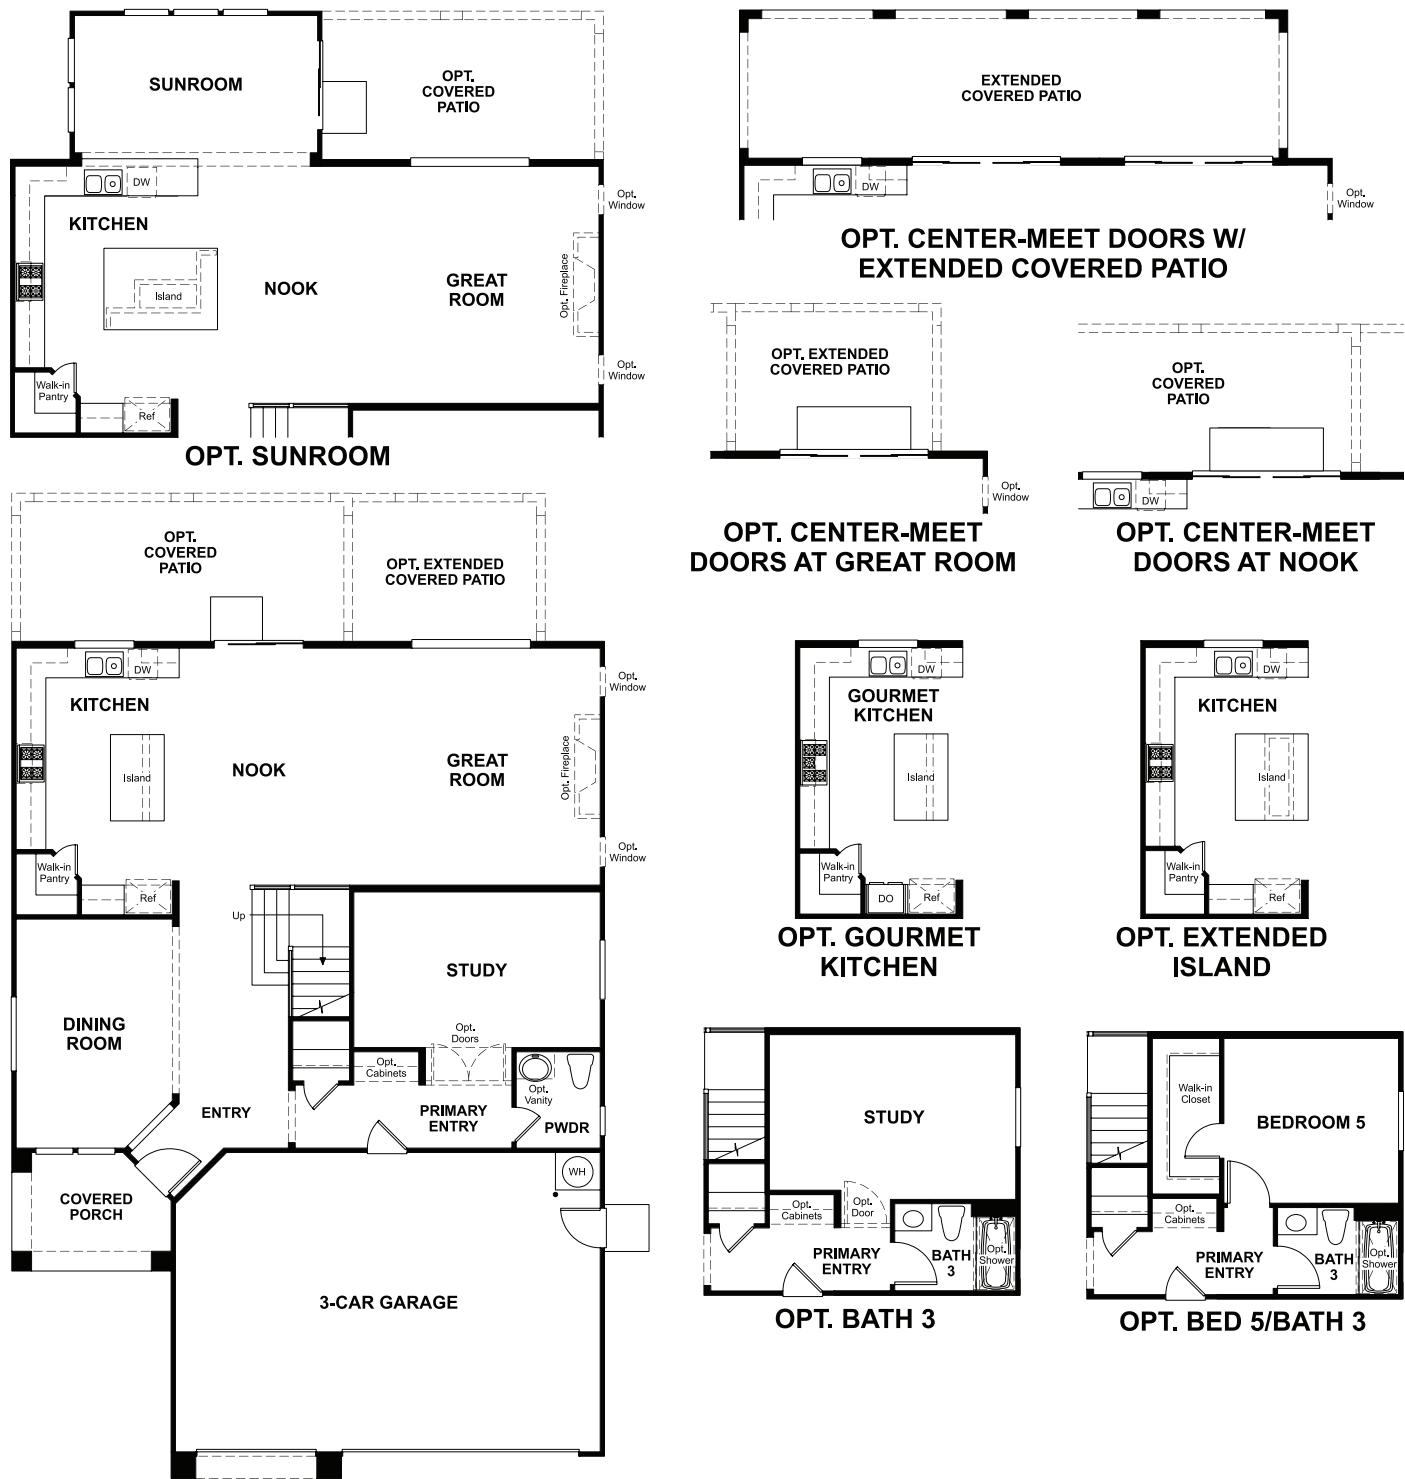 SUNROOM
OPT.
COVERED
PATIO
DW
Opt.
Window
KITCHEN
Island
NOOK
GREAT
ROOM
Opt. Fireplace
Opt.
Window
Walk-in
Pantry
Ref
OPT. SUNROOM
EXTENDED
COVERED PATIO
DW
Opt.
Window
OPT. CENTER-MEET DOORS W/
EXTENDED COVERED PATIO
OPT. EXTENDED
COVERED PATIO
Opt.
Window
OPT. CENTER-MEET
DOORS AT GREAT ROOM
OPT.
COVERED
PATIO
DW
OPT. CENTER-MEET
DOORS AT NOOK
OPT.
COVERED
PATIO
OPT. EXTENDED
COVERED PATIO
DW
Opt.
Window
KITCHEN
Island
NOOK
GREAT
ROOM
Opt. Fireplace
Opt.
Window
Walk-in
Pantry
Ref
Up
STUDY
DINING
ROOM
Opt.
Doors
Opt.
Cabinets
Opt.
Vanity
ENTRY
PRIMARY
ENTRY
PWDR
WH
COVERED
PORCH
3-CAR GARAGE
DW
GOURMET
KITCHEN
Island
Walk-in
Pantry
DO
Ref
OPT. GOURMET
KITCHEN
DW
KITCHEN
Island
Walk-in
Pantry
Ref
OPT. EXTENDED
ISLAND
STUDY
Opt.
Cabinets
Opt.
Door
PRIMARY
ENTRY
BATH
3
Opt.
Shower
OPT. BATH 3
Walk-in
Closet
BEDROOM 5
Opt.
Cabinets
PRIMARY
ENTRY
BATH
3
Opt.
Shower
OPT. BED 5/BATH 3